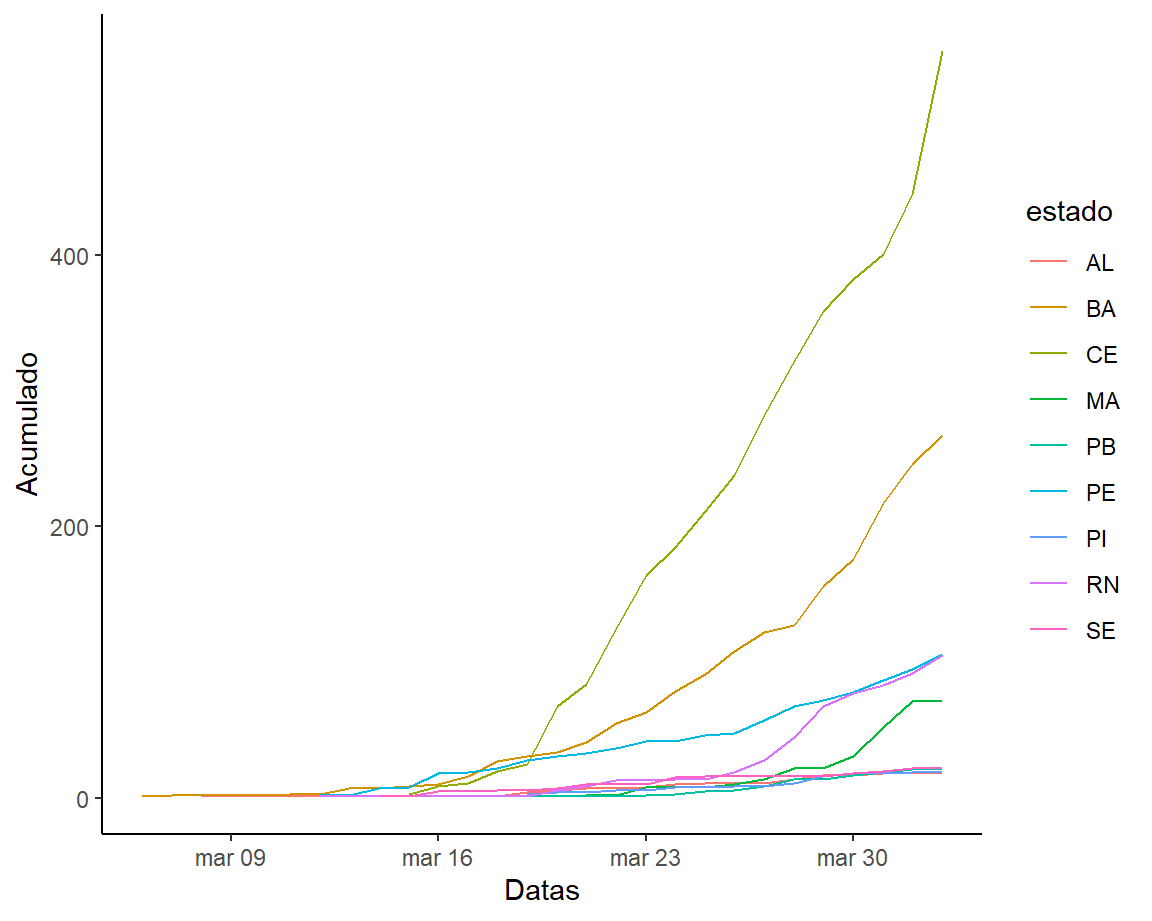 Acumulado
400
200
0
mar 09
mar 16
mar 23
mar 30
Datas
estado
AL
BA
CE
MA
PB
PE
PI
RN
SE